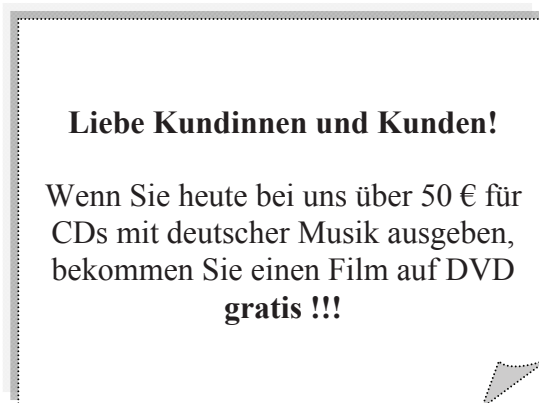 Liebe Kundinnen und Kunden!
Wenn Sie heute bei uns über 50 € für
CDs mit deutscher Musik ausgeben,
bekommen Sie einen Film auf DVD
gratis !!!